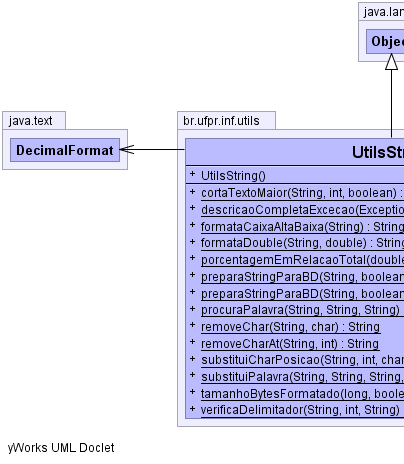 java.lan
Objec
java.text
DecimalFormat
br.ufpr.inf.utils
UtilsStr
+ UtilsString()
+ cortaTextoMaior(String, int, boolean) :
+ descricaoCompletaExcecao(Exceptio
+ formataCaixaAltaBaixa(String) : String
+ formataDouble(String, double) : Strin
+ porcentagemEmRelacaoTotal(double
+ preparaStringParaBD(String, boolean
+ preparaStringParaBD(String, boolean
+ procuraPalavra(String, String, String)
+ removeChar(String, char) : String
+ removeCharAt(String, int) : String
+ substituiCharPosicao(String, int, char
+ substituiPalavra(String, String, String,
+ tamanhoBytesFormatado(long, boole
+ verificaDelimitador(String, int, String)
yWorks UML Doclet